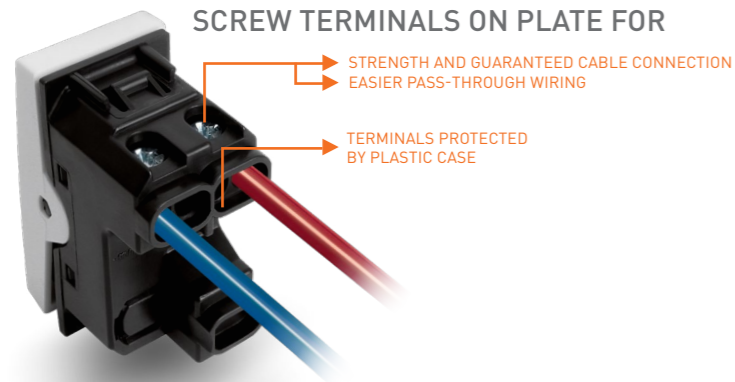 SCREW TERMINALS ON PLATE FOR
STRENGTH AND GUARANTEED CABLE CONNECTION
EASIER PASS-THROUGH WIRING
TERMINALS PROTECTED
BY PLASTIC CASE